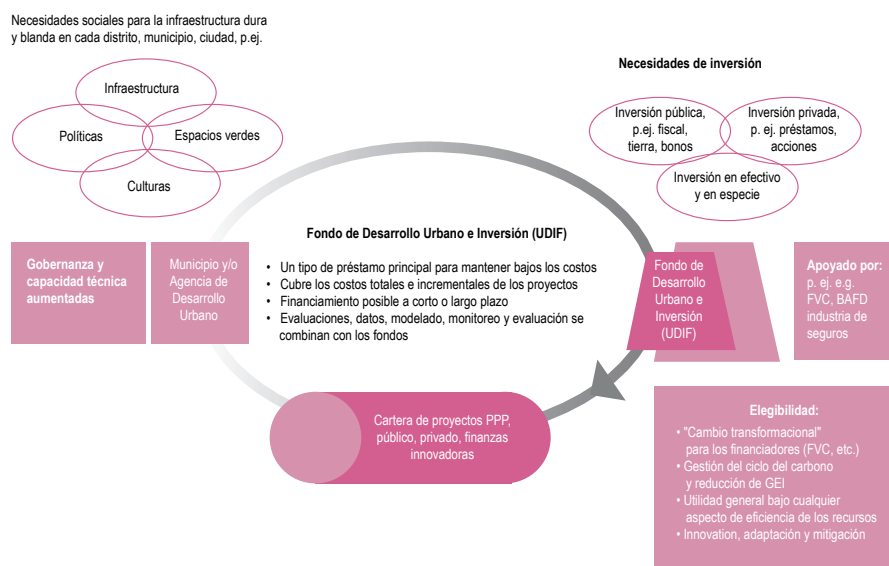 Necesidades sociales para la infraestructura dura
y blanda en cada distrito, municipio, ciudad, p.ej.
Infraestructura
Políticas
Espacios verdes
Culturas
Necesidades de inversión
Inversión pública,
p.ej. fiscal,
tierra, bonos
Inversión privada,
p. ej. préstamos,
acciones
Inversión en efectivo
y en especie
Gobernanza y
capacidad técnica
aumentadas
Municipio y/o
Agencia de
Desarrollo
Urbano
Fondo de Desarrollo Urbano e Inversión (UDIF)
• Un tipo de préstamo principal para mantener bajos los costos
• Cubre los costos totales e incrementales de los proyectos
• Financiamiento posible a corto o largo plazo
• Evaluaciones, datos, modelado, monitoreo y evaluación se
combinan con los fondos
Fondo de
Desarrollo
Urbano e
Inversión
(UDIF)
Apoyado por:
p. ej. e.g.
FVC, BAFD
industria de
seguros
Cartera de proyectos PPP,
público, privado, finanzas
innovadoras
Elegibilidad:
• "Cambio transformacional"
para los financiadores (FVC, etc.)
• Gestión del ciclo del carbono
y reducción de GEI
• Utilidad general bajo cualquier
aspecto de eficiencia de los recursos
• Innovation, adaptación y mitigación